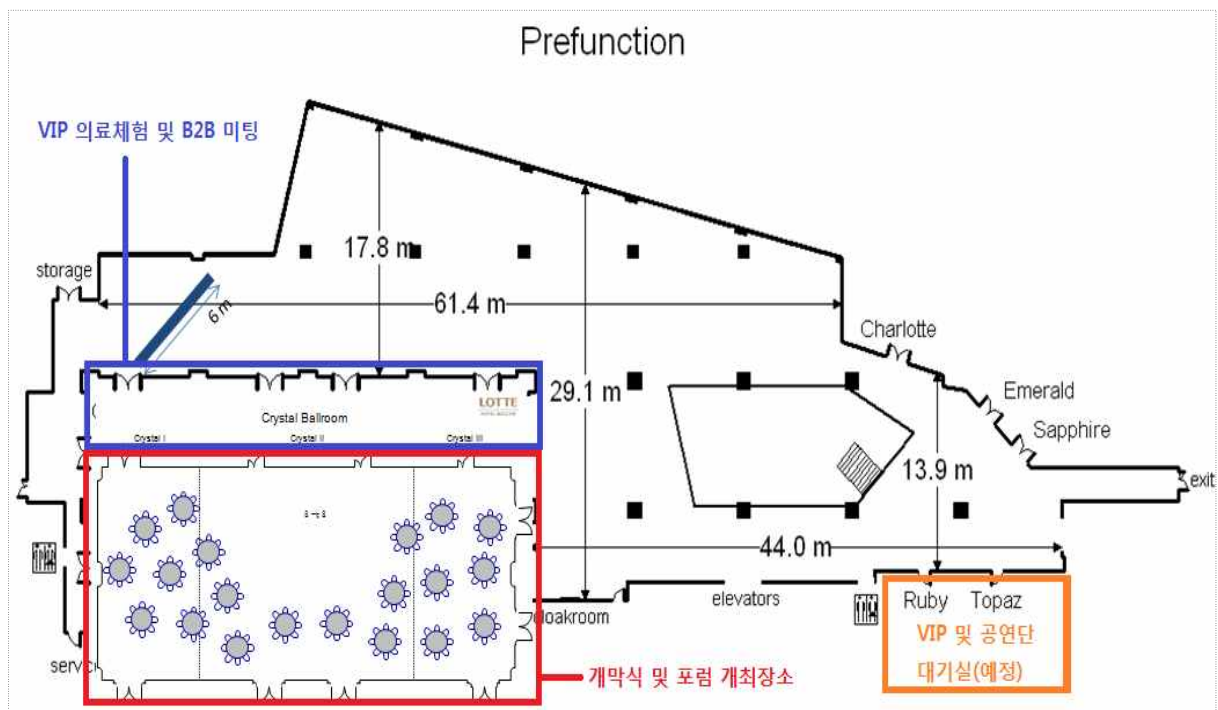 Prefunction
VIP 의료체험 및 B2B 미팅
17.8 m
storage
61.4 m
6 m
Charlotte
29.1 m
Emerald
LOTTE
Crystal Ballroom
Sapphire
Crystal I
Crystal II
Crystal III
13.9 m
exit
44.0 m
elevators
Ruby
Topaz
cloakroom
VIP 및 공연단
대기실(예정)
servic
개막식 및 포럼 개최장소